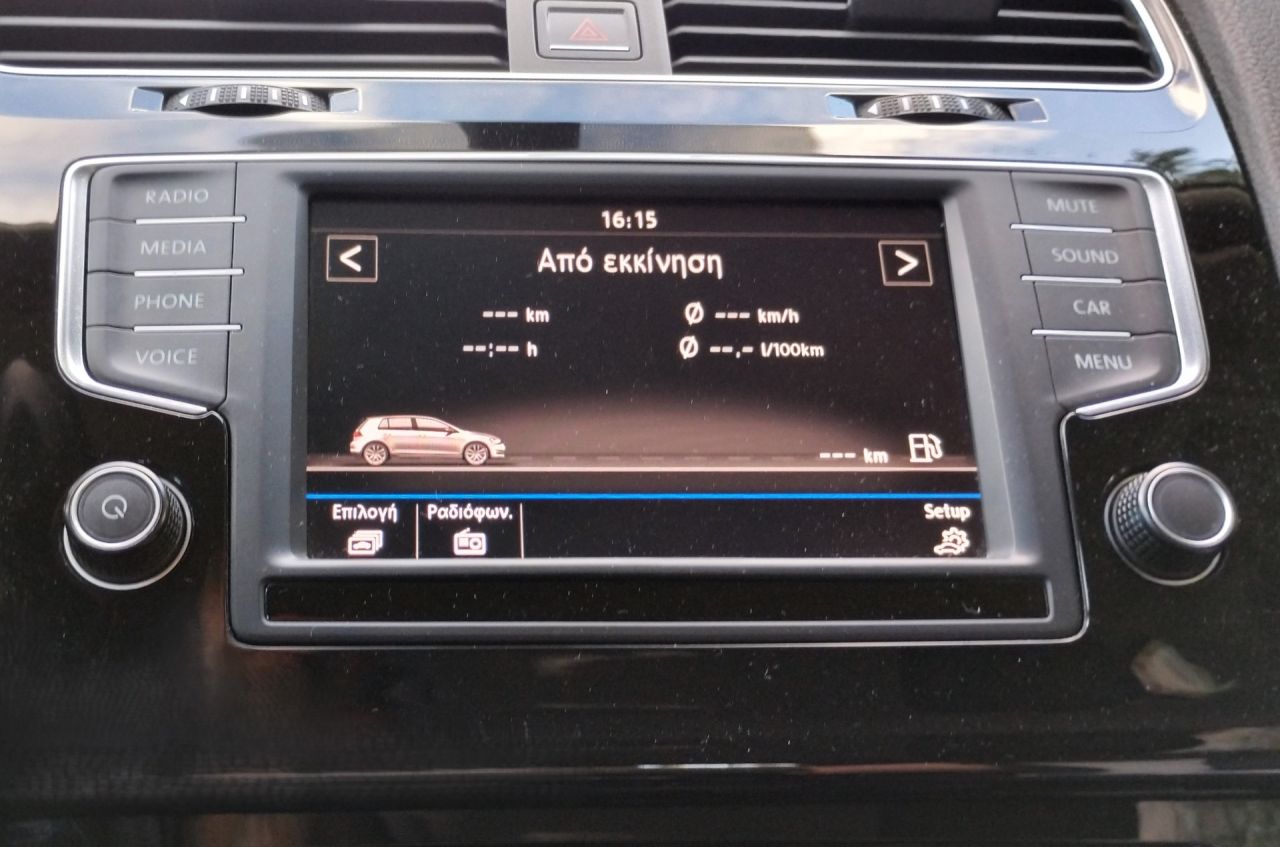 RADIO
MEDIA
PHONE
VOICE
16:15
<
Από εκκίνηση
>
--- km
Ø --- km/h
--:-- h
Ø --,- l/100km
--- km
Επιλογή
Ραδιόφων.
Setup
MUTE
SOUND
CAR
MENU